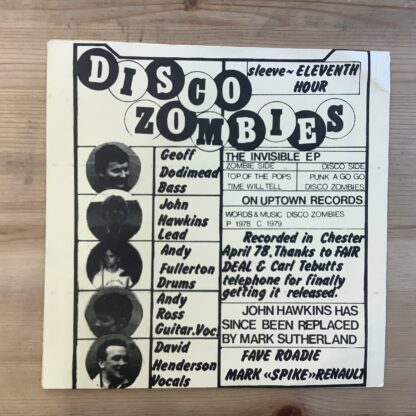 sleeve~ ELEVENTH
HOUR
DISCO
ZOMBIES
Geoff
Dodimead
Bass
John
Hawkins
Lead
Andy
Fullerton
Drums
Andy
Ross
Guitar.Voc.
David
Henderson
Vocals
THE INVISIBLE EP
ZOMBIE SIDE DISCO SIDE
TOP OF THE POPS PUNK A GO GO
TIME WILL TELL DISCO ZOMBIES
ON UPTOWN RECORDS
WORDS & MUSIC DISCO ZOMBIES
P 1978 C 1979
Recorded in Chester
April 78. Thanks to FAIR
DEAL & Carl Tebutts
telephone for finally
getting it released.
JOHN HAWKINS HAS
SINCE BEEN REPLACED
BY MARK SUTHERLAND
FAVE ROADIE
MARK «SPIKE» RENAULT